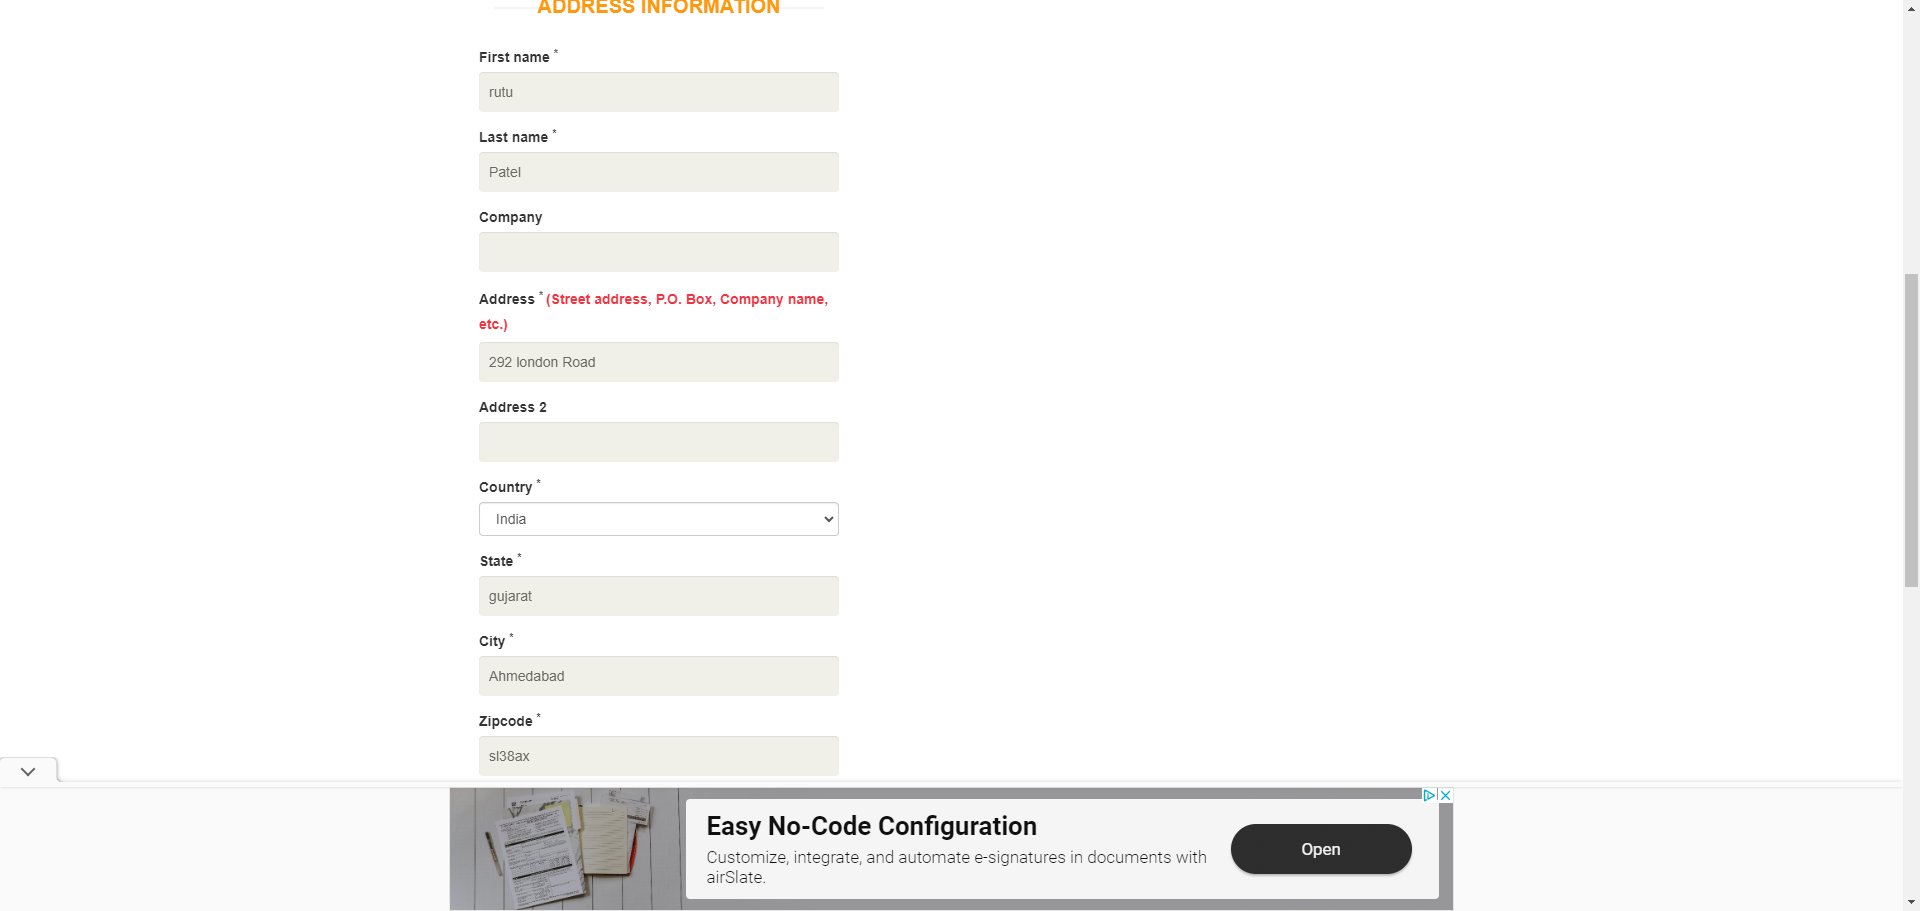 ADDRESS INFORMATION
First name *
rutu
Last name *
Patel
Company
Address * (Street address, P.O. Box, Company name,
etc.)
292 london Road
Address 2
Country *
India
State *
gujarat
City *
Ahmedabad
Zipcode *
sl38ax
Easy No-Code Configuration
Customize, integrate, and automate e-signatures in documents with
airSlate.
Open